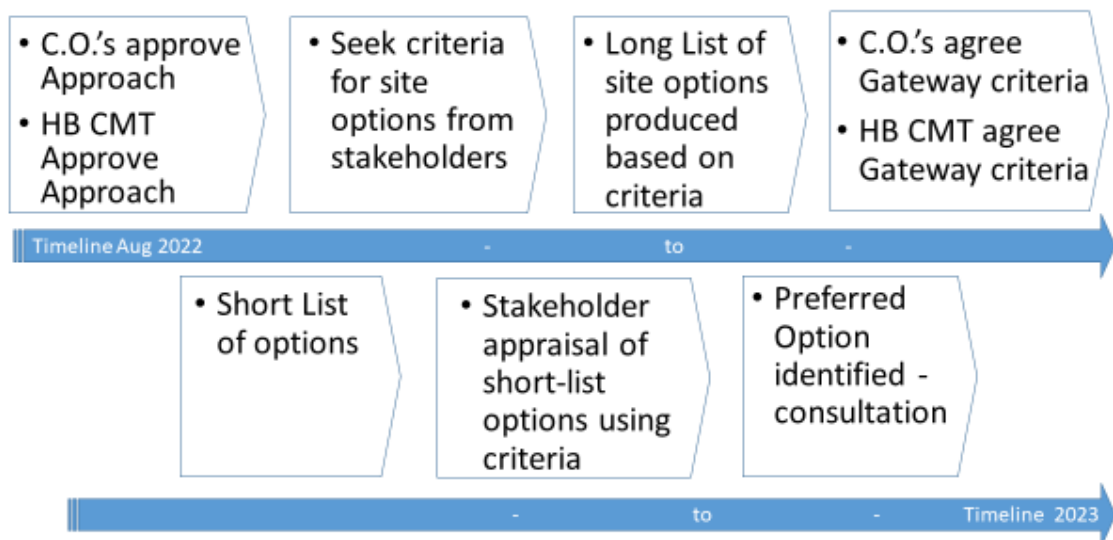 • C.O.'s approve
Approach
• HB CMT
Approve
Approach
• Seek criteria
for site
options from
stakeholders
• Long List of
site options
produced
based on
criteria
• C.O.'s agree
Gateway criteria
• HB CMT agree
Gateway criteria
Timeline Aug 2022 - to -
• Short List
of options
• Stakeholder
appraisal of
short-list
options using
criteria
• Preferred
Option
identified -
consultation
- to - Timeline 2023